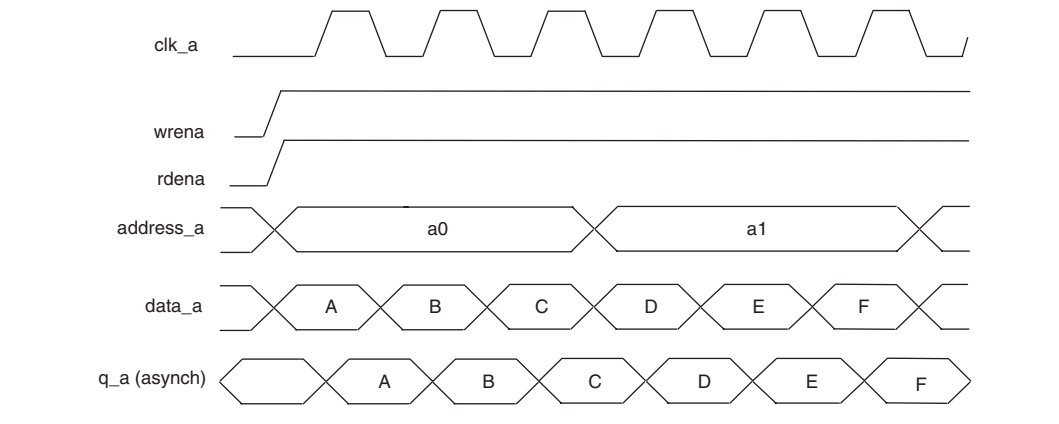 clk_a
wrena
rdena
address_a a0 a1
data_a A B C D E F
q_a (asynch) A B C D E F